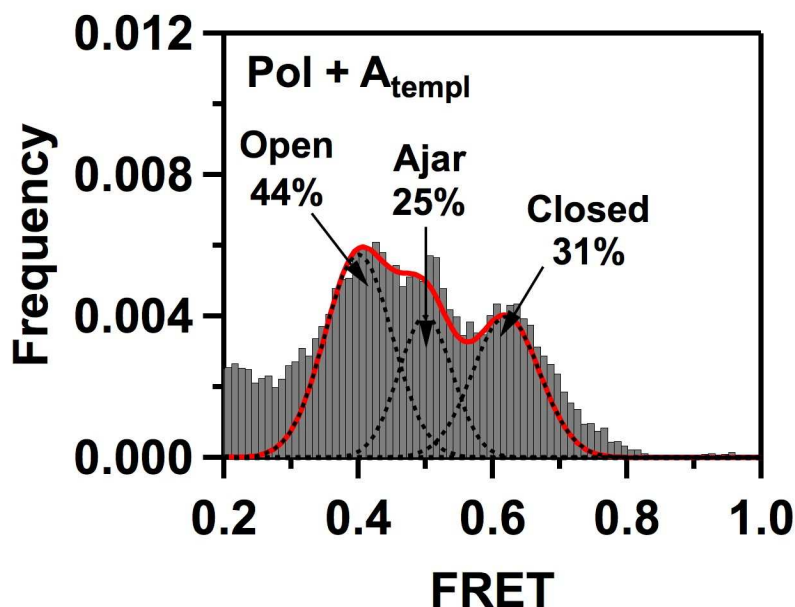 0.012
Pol + A_templ
Open
44%
Ajar
25%
Closed
31%
0.008
0.004
0.000
Frequency
0.2 0.4 0.6 0.8 1.0
FRET